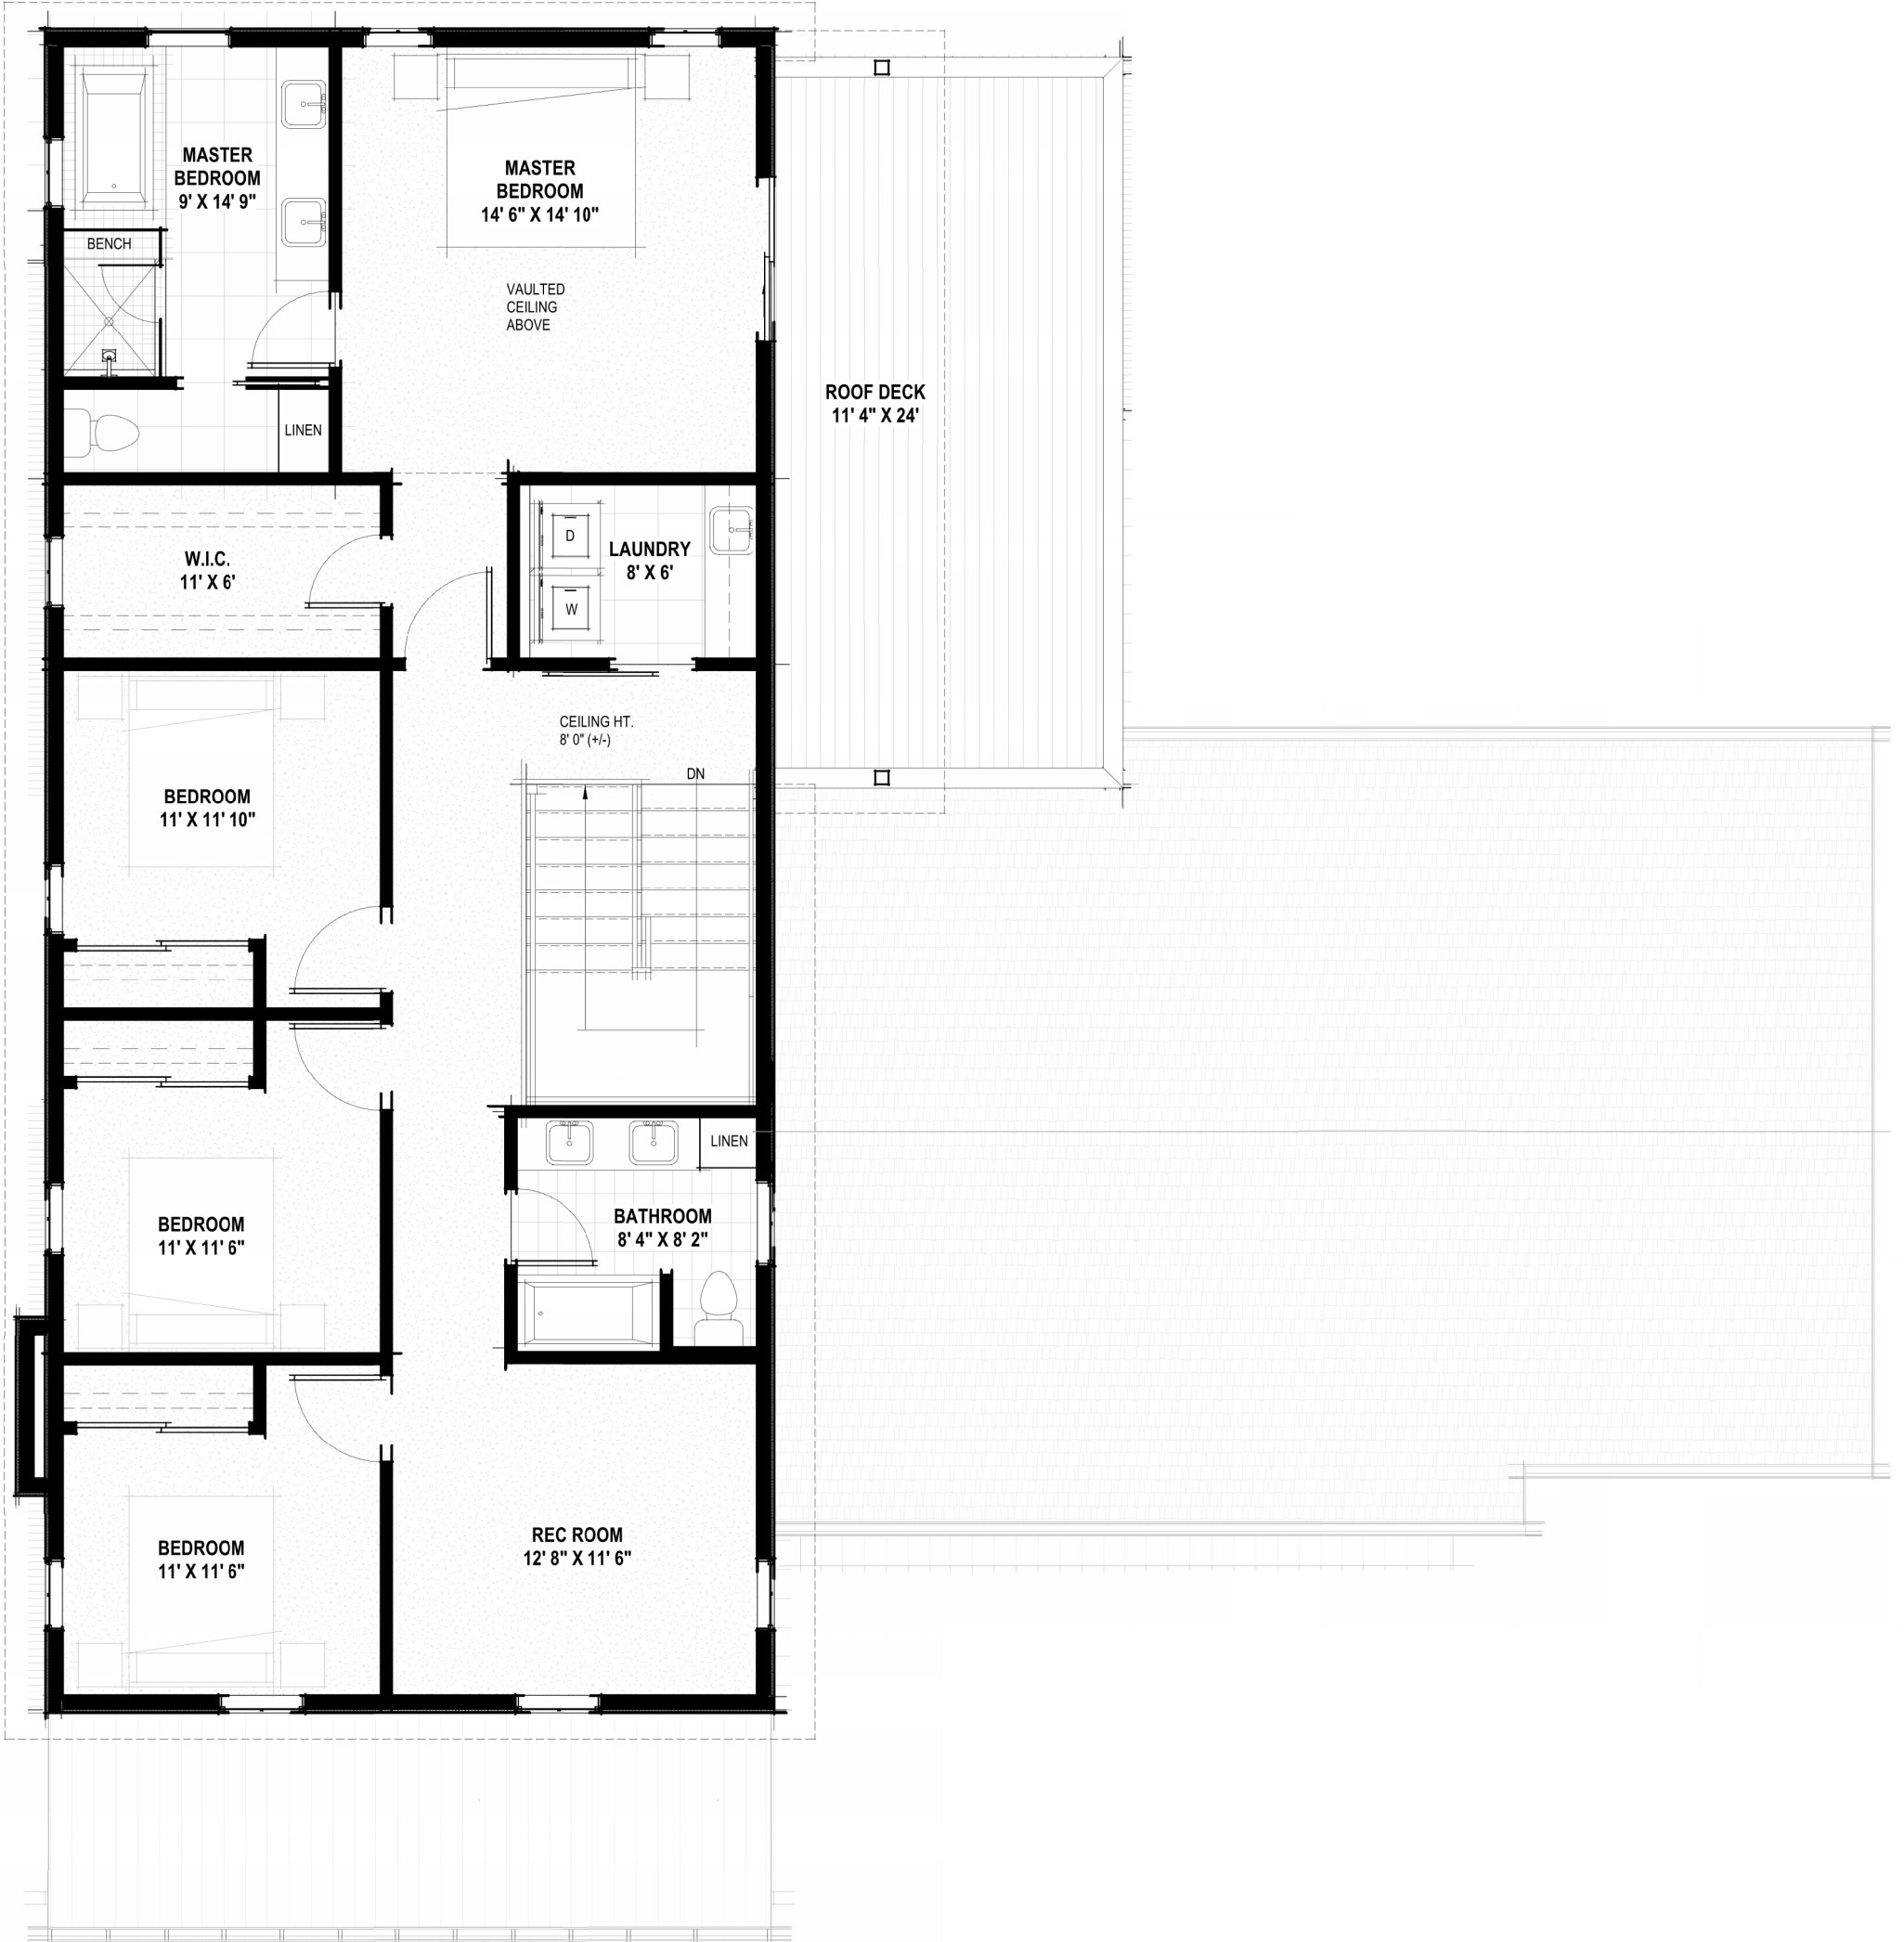 MASTER
BEDROOM
9' X 14' 9"
MASTER
BEDROOM
14' 6" X 14' 10"
BENCH
VAULTED
CEILING
ABOVE
ROOF DECK
11' 4" X 24'
LINEN
W.I.C.
11' X 6'
D
LAUNDRY
8' X 6'
W
CEILING HT.
8' 0" (+/-)
DN
BEDROOM
11' X 11' 10"
LINEN
BEDROOM
11' X 11' 6"
BATHROOM
8' 4" X 8' 2"
BEDROOM
11' X 11' 6"
REC ROOM
12' 8" X 11' 6"